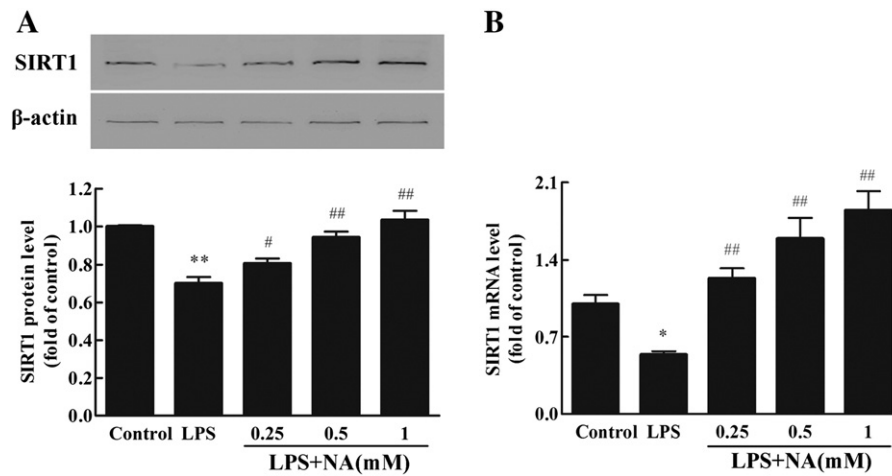 A
SIRT1
β-actin
SIRT1 protein level
(fold of control)
1.2
1.0
0.8
0.6
0.4
0.2
0.0
**
#
##
##
Control LPS 0.25 0.5 1
LPS+NA(mM)
B
SIRT1 mRNA level
(fold of control)
2.1
1.4
0.7
0.0
*
##
##
##
Control LPS 0.25 0.5 1
LPS+NA(mM)